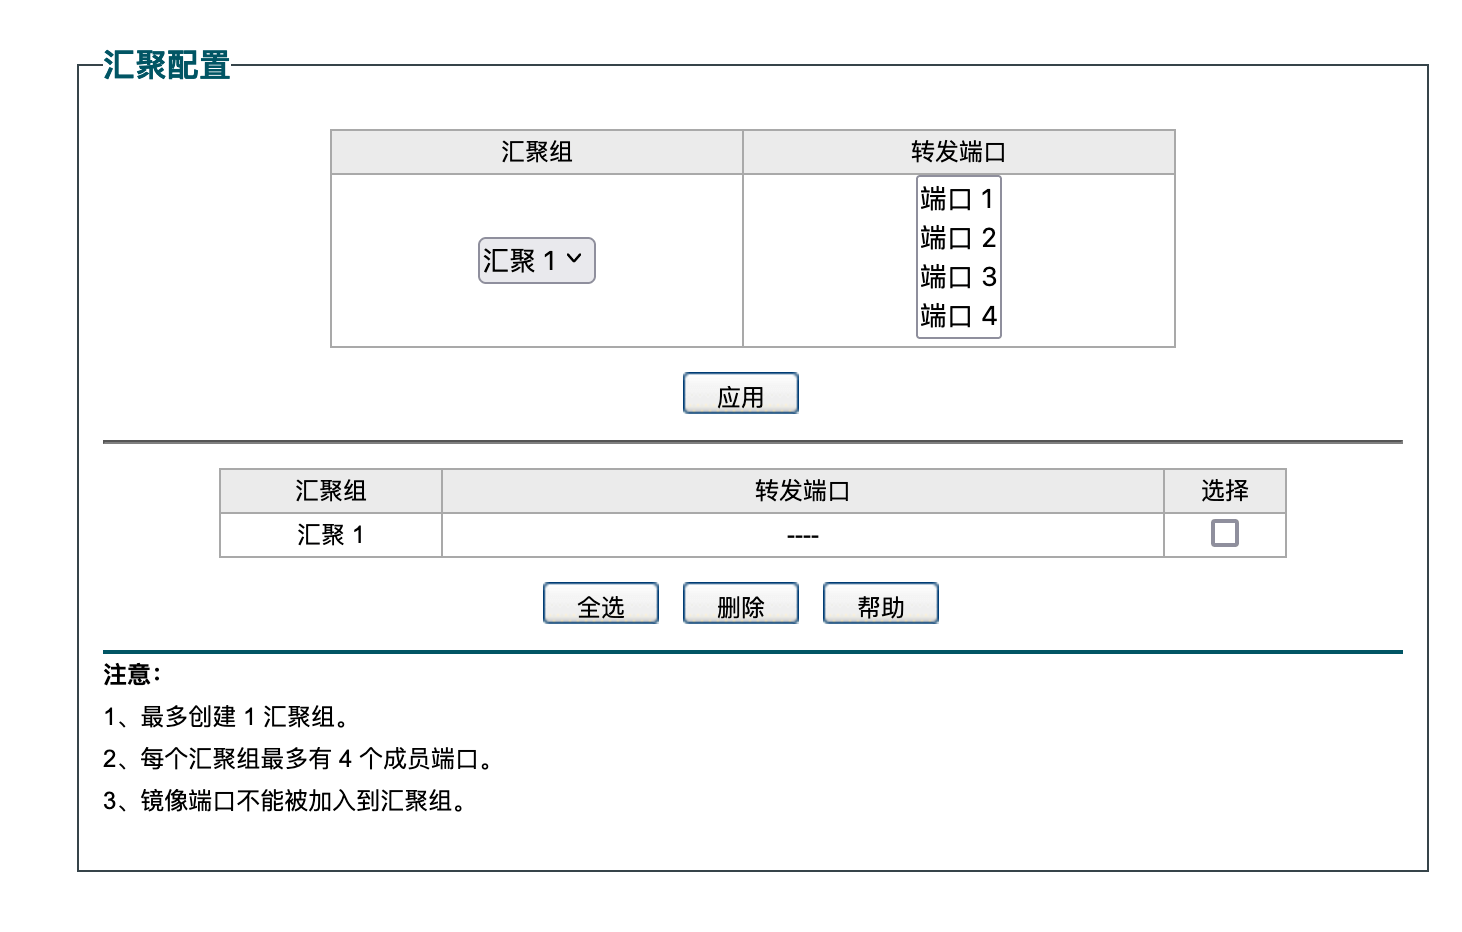 汇聚配置
汇聚组 转发端口
汇聚 1
端口 1
端口 2
端口 3
端口 4
应用
汇聚组 转发端口 选择
汇聚 1 ----
全选 删除 帮助
注意：
1、最多创建 1 汇聚组。
2、每个汇聚组最多有 4 个成员端口。
3、镜像端口不能被加入到汇聚组。